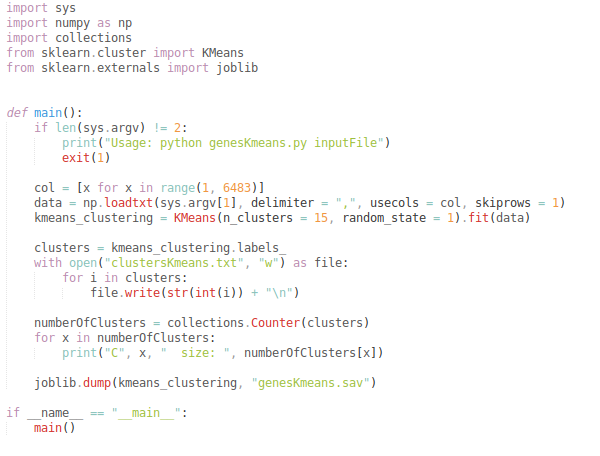 import sys
import numpy as np
import collections
from sklearn.cluster import KMeans
from sklearn.externals import joblib
def main():
if len(sys.argv) != 2:
print("Usage: python genesKmeans.py inputFile")
exit(1)
col = [x for x in range(1, 6483)]
data = np.loadtxt(sys.argv[1], delimiter = ",", usecols = col, skiprows = 1)
kmeans_clustering = KMeans(n_clusters = 15, random_state = 1).fit(data)
clusters = kmeans_clustering.labels_
with open("clustersKmeans.txt", "w") as file:
for i in clusters:
file.write(str(int(i)) + "\n")
numberOfClusters = collections.Counter(clusters)
for x in numberOfClusters:
print("C", x, "  size: ", numberOfClusters[x])
joblib.dump(kmeans_clustering, "genesKmeans.sav")
if __name__ == "__main__":
main()